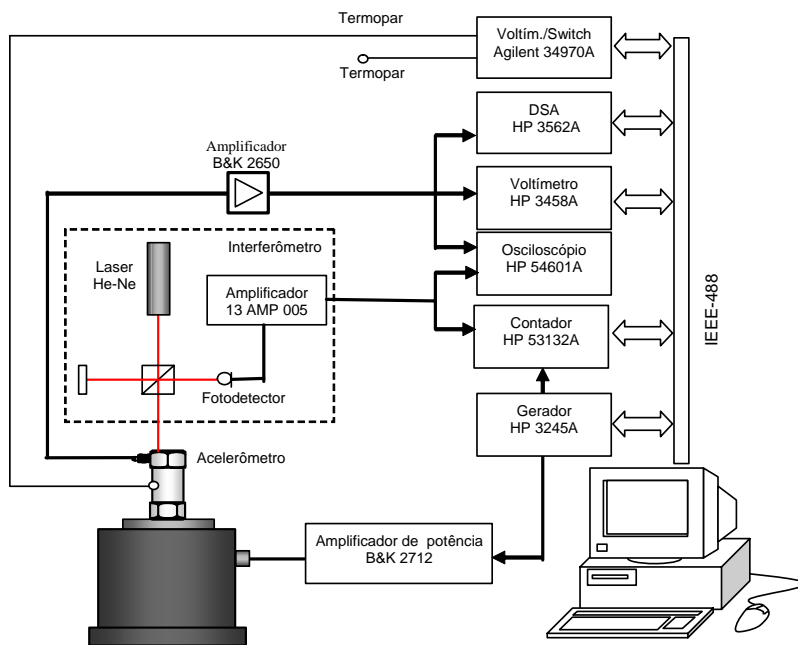 Termopar
Voltím./Switch
Agilent 34970A
Termopar
DSA
HP 3562A
Amplificador
B&K 2650
Voltímetro
HP 3458A
Interferômetro
Osciloscópio
HP 54601A
Laser
He-Ne
Amplificador
13 AMP 005
Contador
HP 53132A
IEEE-488
Fotodetector
Gerador
HP 3245A
Acelerômetro
Amplificador de potência
B&K 2712